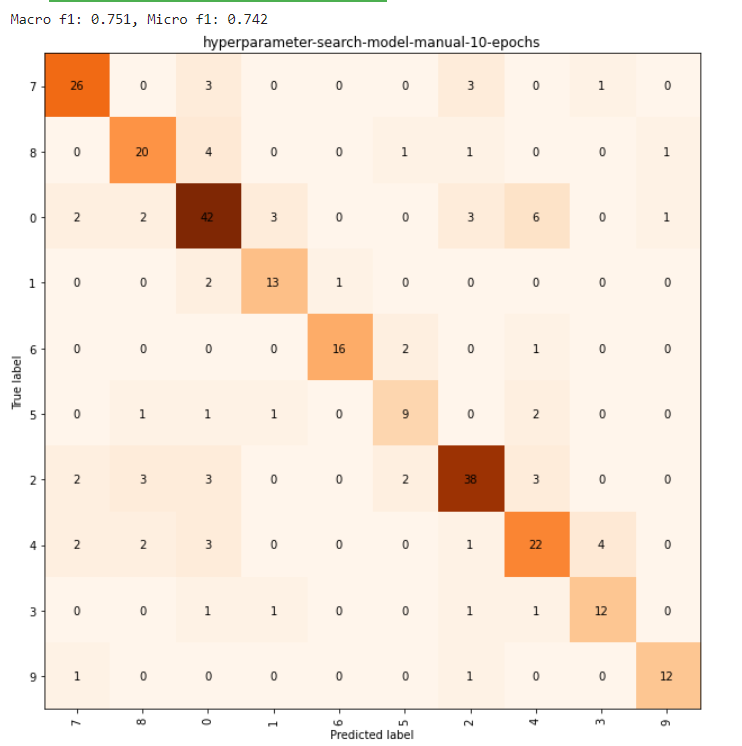 Macro f1: 0.751, Micro f1: 0.742
hyperparameter-search-model-manual-10-epochs
7 26 0 3 0 0 0 3 0 1 0
8 0 20 4 0 0 1 1 0 0 1
0 2 2 42 3 0 0 3 6 0 1
1 0 0 2 13 1 0 0 0 0 0
6 0 0 0 0 16 2 0 1 0 0
5 0 1 1 1 0 9 0 2 0 0
2 2 3 3 0 0 2 38 3 0 0
4 2 2 3 0 0 0 1 22 4 0
3 0 0 1 1 0 0 1 1 12 0
9 1 0 0 0 0 0 1 0 0 12
True label
7 8 0 1 6 5 2 4 3 9
Predicted label